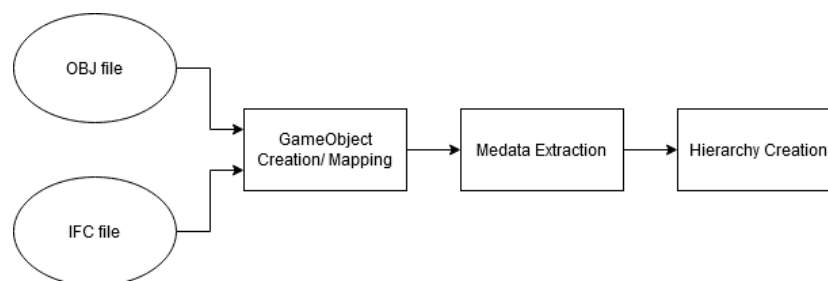 OBJ file
GameObject
Creation/ Mapping
Medata Extraction
Hierarchy Creation
IFC file